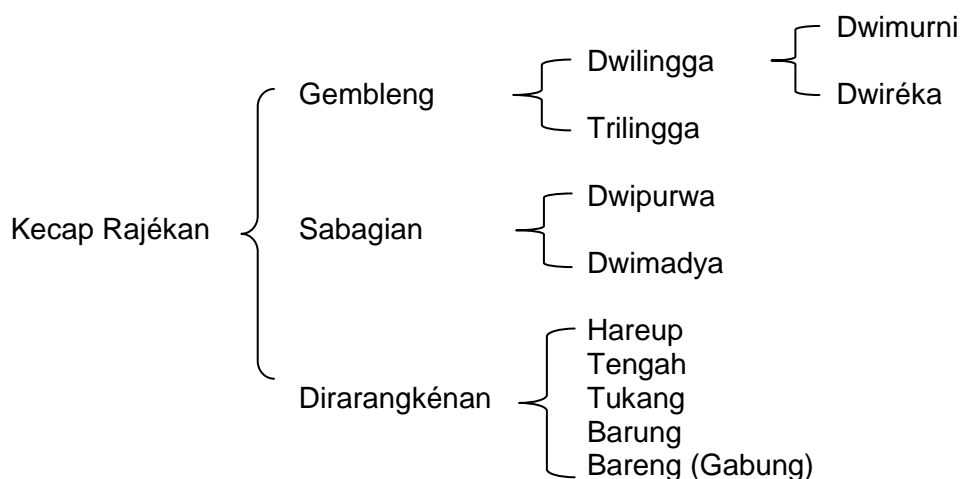 Kecap Rajékan
Gembleng
Dwilingga
Dwimurni
Dwiréka
Trilingga
Sabagian
Dwipurwa
Dwimadya
Dirarangkénan
Hareup
Tengah
Tukang
Barung
Bareng (Gabung)